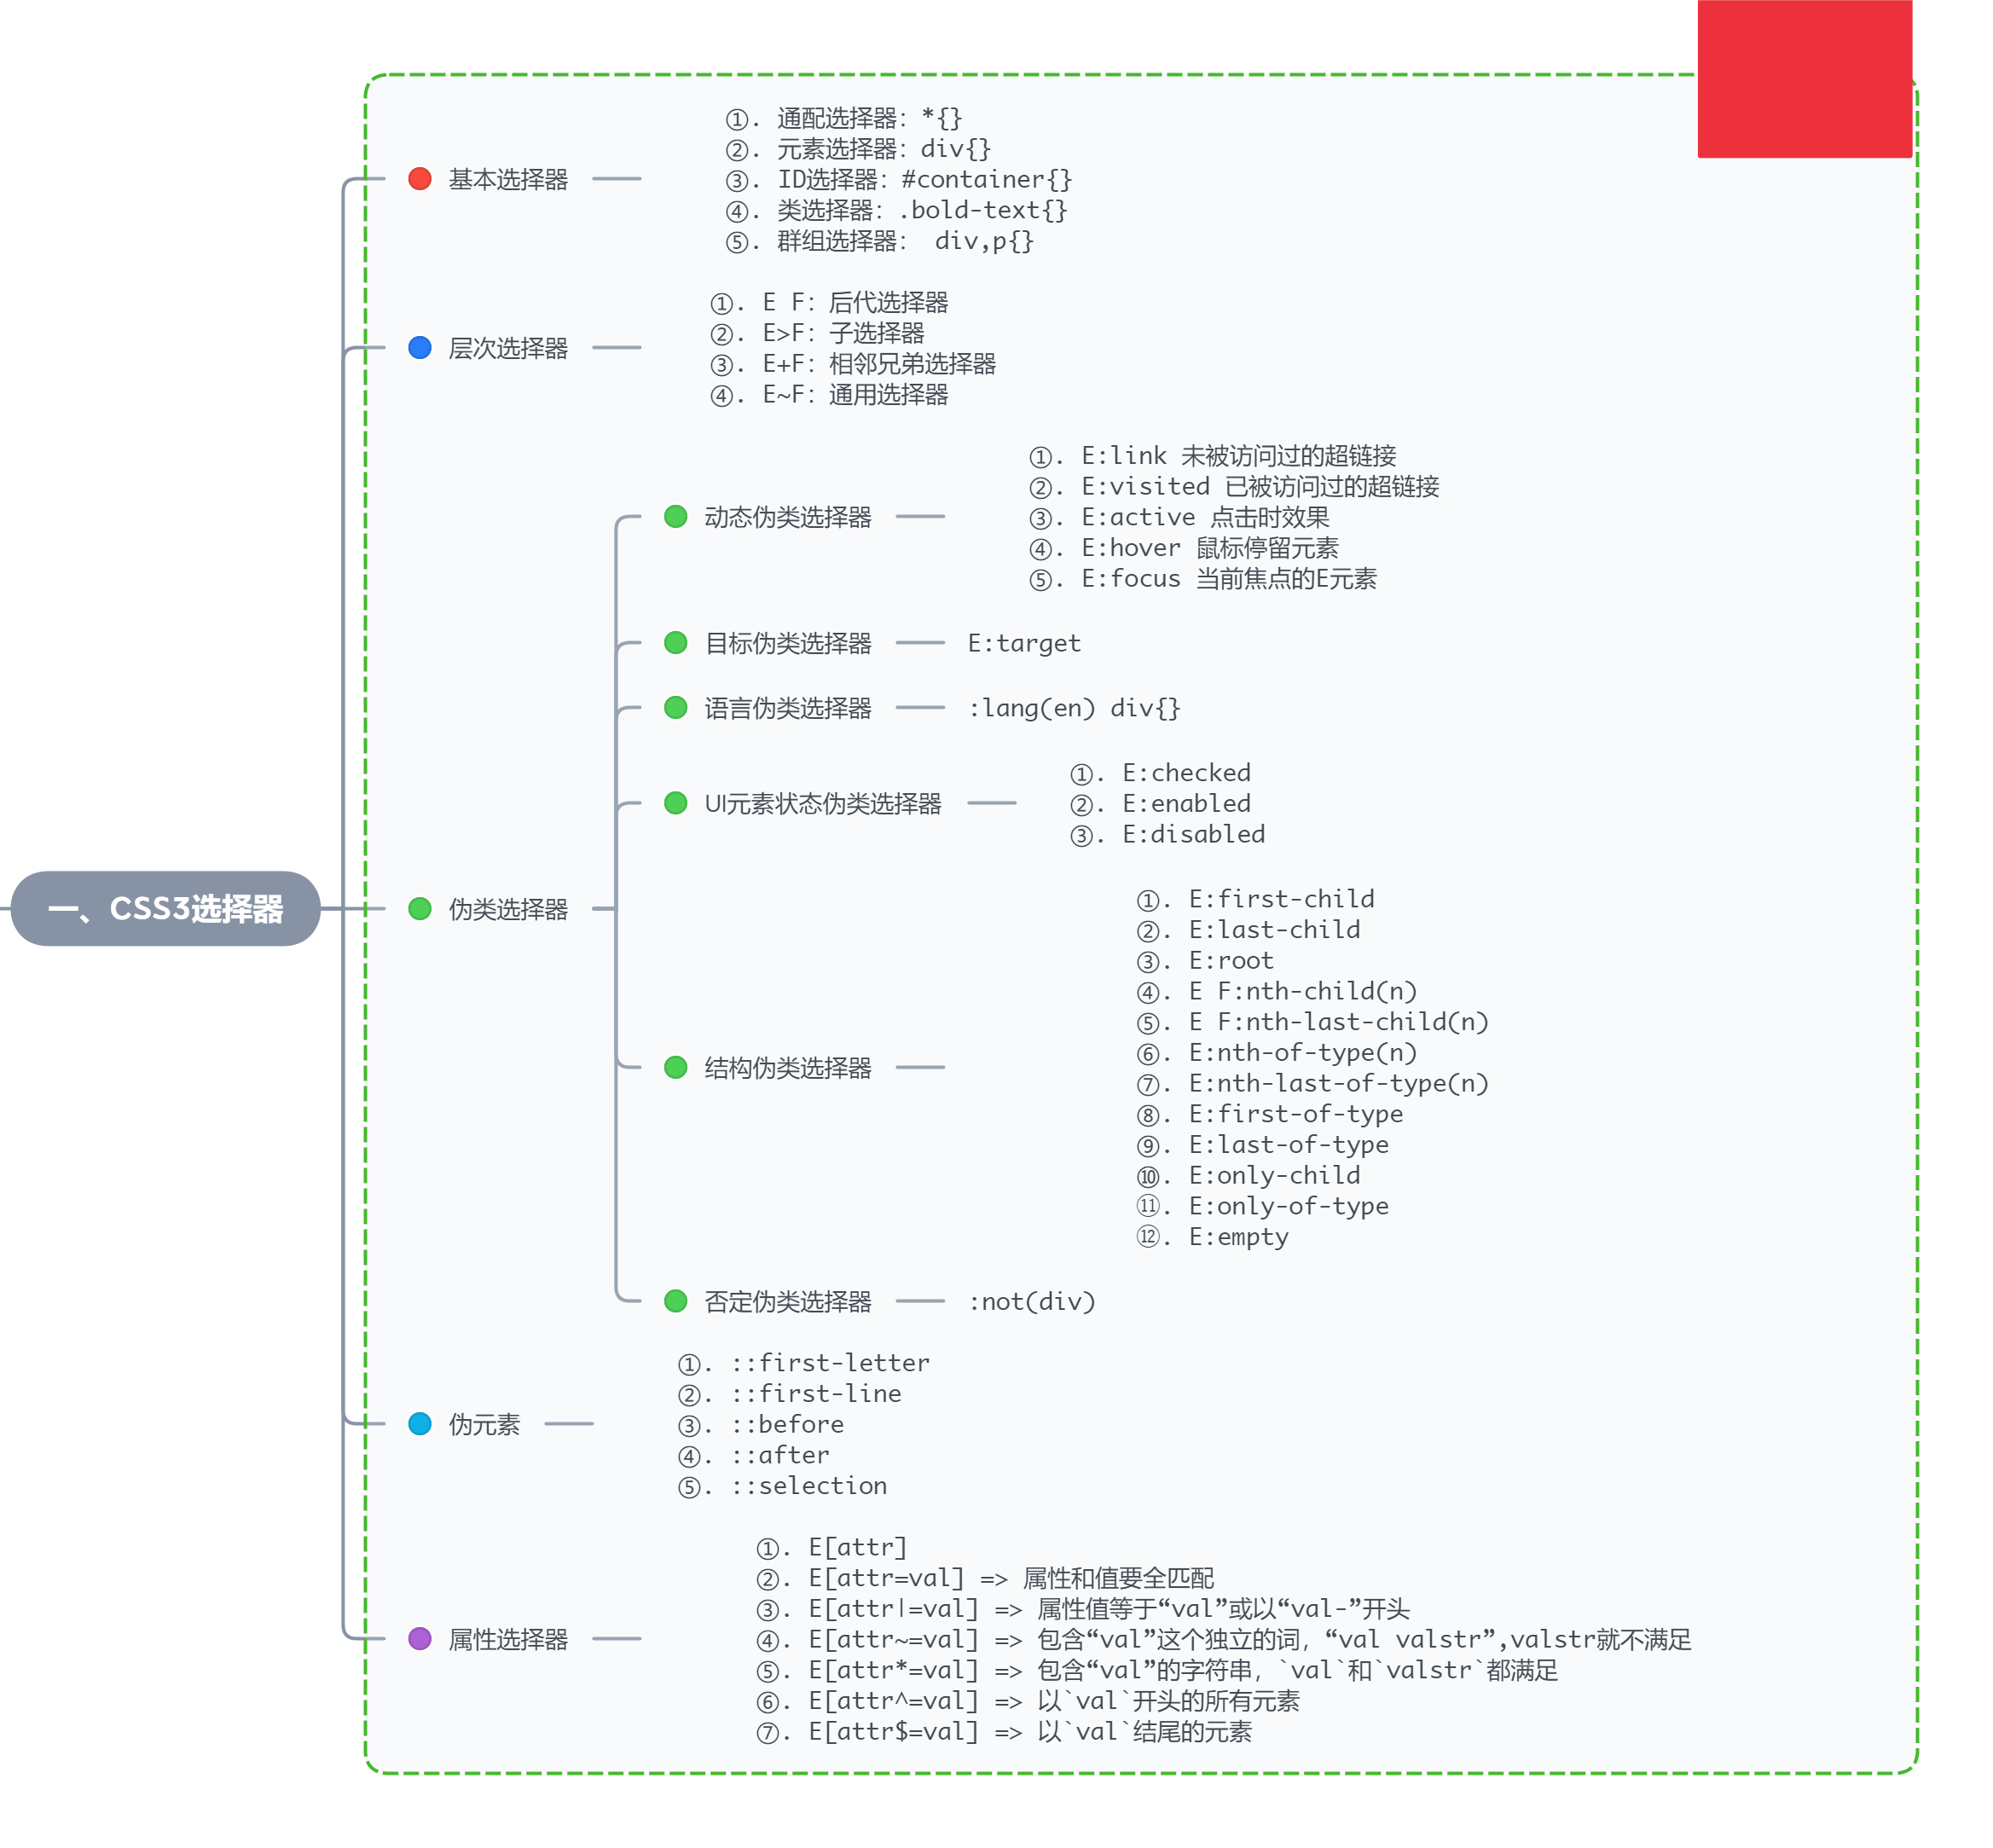 一、CSS3选择器
基本选择器
①. 通配选择器：*{}
②. 元素选择器：div{}
③. ID选择器：#container{}
④. 类选择器：.bold-text{}
⑤. 群组选择器： div,p{}
层次选择器
①. E F：后代选择器
②. E>F：子选择器
③. E+F：相邻兄弟选择器
④. E~F：通用选择器
伪类选择器
动态伪类选择器
①. E:link 未被访问过的超链接
②. E:visited 已被访问过的超链接
③. E:active 点击时效果
④. E:hover 鼠标停留元素
⑤. E:focus 当前焦点的E元素
目标伪类选择器
E:target
语言伪类选择器
:lang(en) div{}
UI元素状态伪类选择器
①. E:checked
②. E:enabled
③. E:disabled
结构伪类选择器
①. E:first-child
②. E:last-child
③. E:root
④. E F:nth-child(n)
⑤. E F:nth-last-child(n)
⑥. E:nth-of-type(n)
⑦. E:nth-last-of-type(n)
⑧. E:first-of-type
⑨. E:last-of-type
⑩. E:only-child
⑪. E:only-of-type
⑫. E:empty
否定伪类选择器
:not(div)
伪元素
①. ::first-letter
②. ::first-line
③. ::before
④. ::after
⑤. ::selection
属性选择器
①. E[attr]
②. E[attr=val] => 属性和值要全匹配
③. E[attr|=val] => 属性值等于“val”或以“val-”开头
④. E[attr~=val] => 包含“val”这个独立的词，“val valstr”,valstr就不满足
⑤. E[attr*=val] => 包含“val”的字符串，`val`和`valstr`都满足
⑥. E[attr^=val] => 以`val`开头的所有元素
⑦. E[attr$=val] => 以`val`结尾的元素